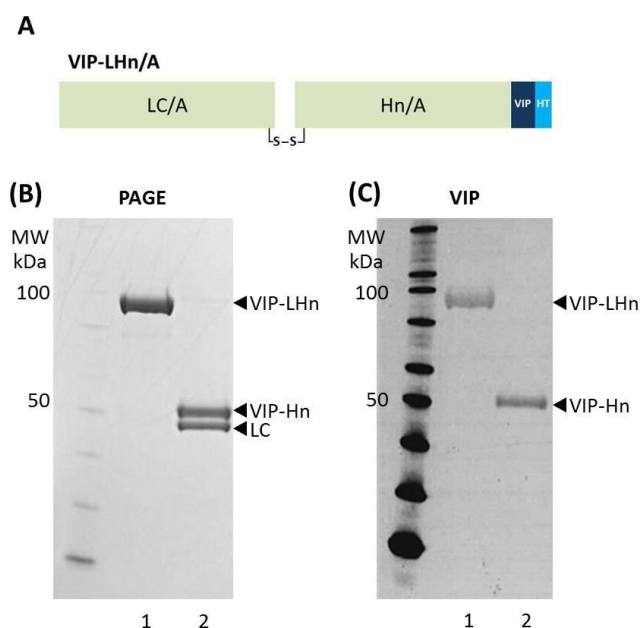 A
VIP-LHn/A
LC/A
Hn/A
VIP
HT
S-S
(B)
PAGE
MW
kDa
100
50
VIP-LHn
VIP-Hn
LC
1
2
(C)
VIP
MW
kDa
100
50
VIP-LHn
VIP-Hn
1
2